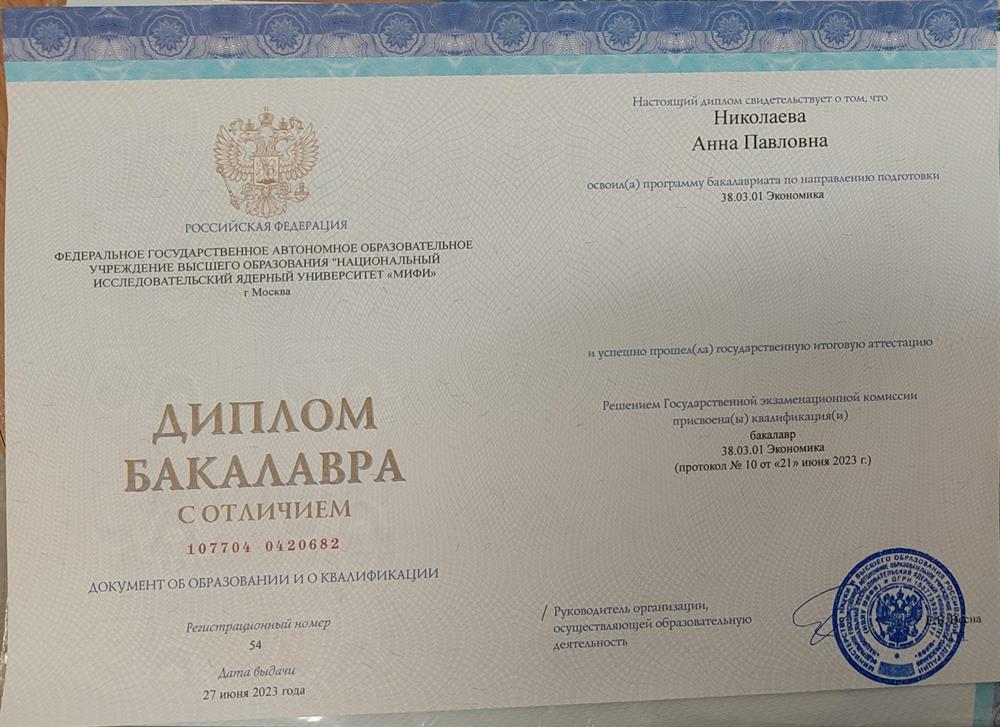 РОССИЙСКАЯ ФЕДЕРАЦИЯ
ФЕДЕРАЛЬНОЕ ГОСУДАРСТВЕННОЕ АВТОНОМНОЕ ОБРАЗОВАТЕЛЬНОЕ
УЧРЕЖДЕНИЕ ВЫСШЕГО ОБРАЗОВАНИЯ "НАЦИОНАЛЬНЫЙ
ИССЛЕДОВАТЕЛЬСКИЙ ЯДЕРНЫЙ УНИВЕРСИТЕТ «МИФИ»
г Москва
ДИПЛОМ
БАКАЛАВРА
С ОТЛИЧИЕМ
107704 0420682
ДОКУМЕНТ ОБ ОБРАЗОВАНИИ И О КВАЛИФИКАЦИИ
Регистрационный номер
54
Дата выдачи
27 июня 2023 года
Настоящий диплом свидетельствует о том, что
Николаева
Анна Павловна
освоил(а) программу бакалавриата по направлению подготовки
38.03.01 Экономика
и успешно прошел(ла) государственную итоговую аттестацию
Решением Государственной экзаменационной комиссии
присвоена(ы) квалификация(и)
бакалавр
38.03.01 Экономика
(протокол № 10 от «21» июня 2023 г.)
/ Руководитель организации,
осуществляющей образовательную
деятельность